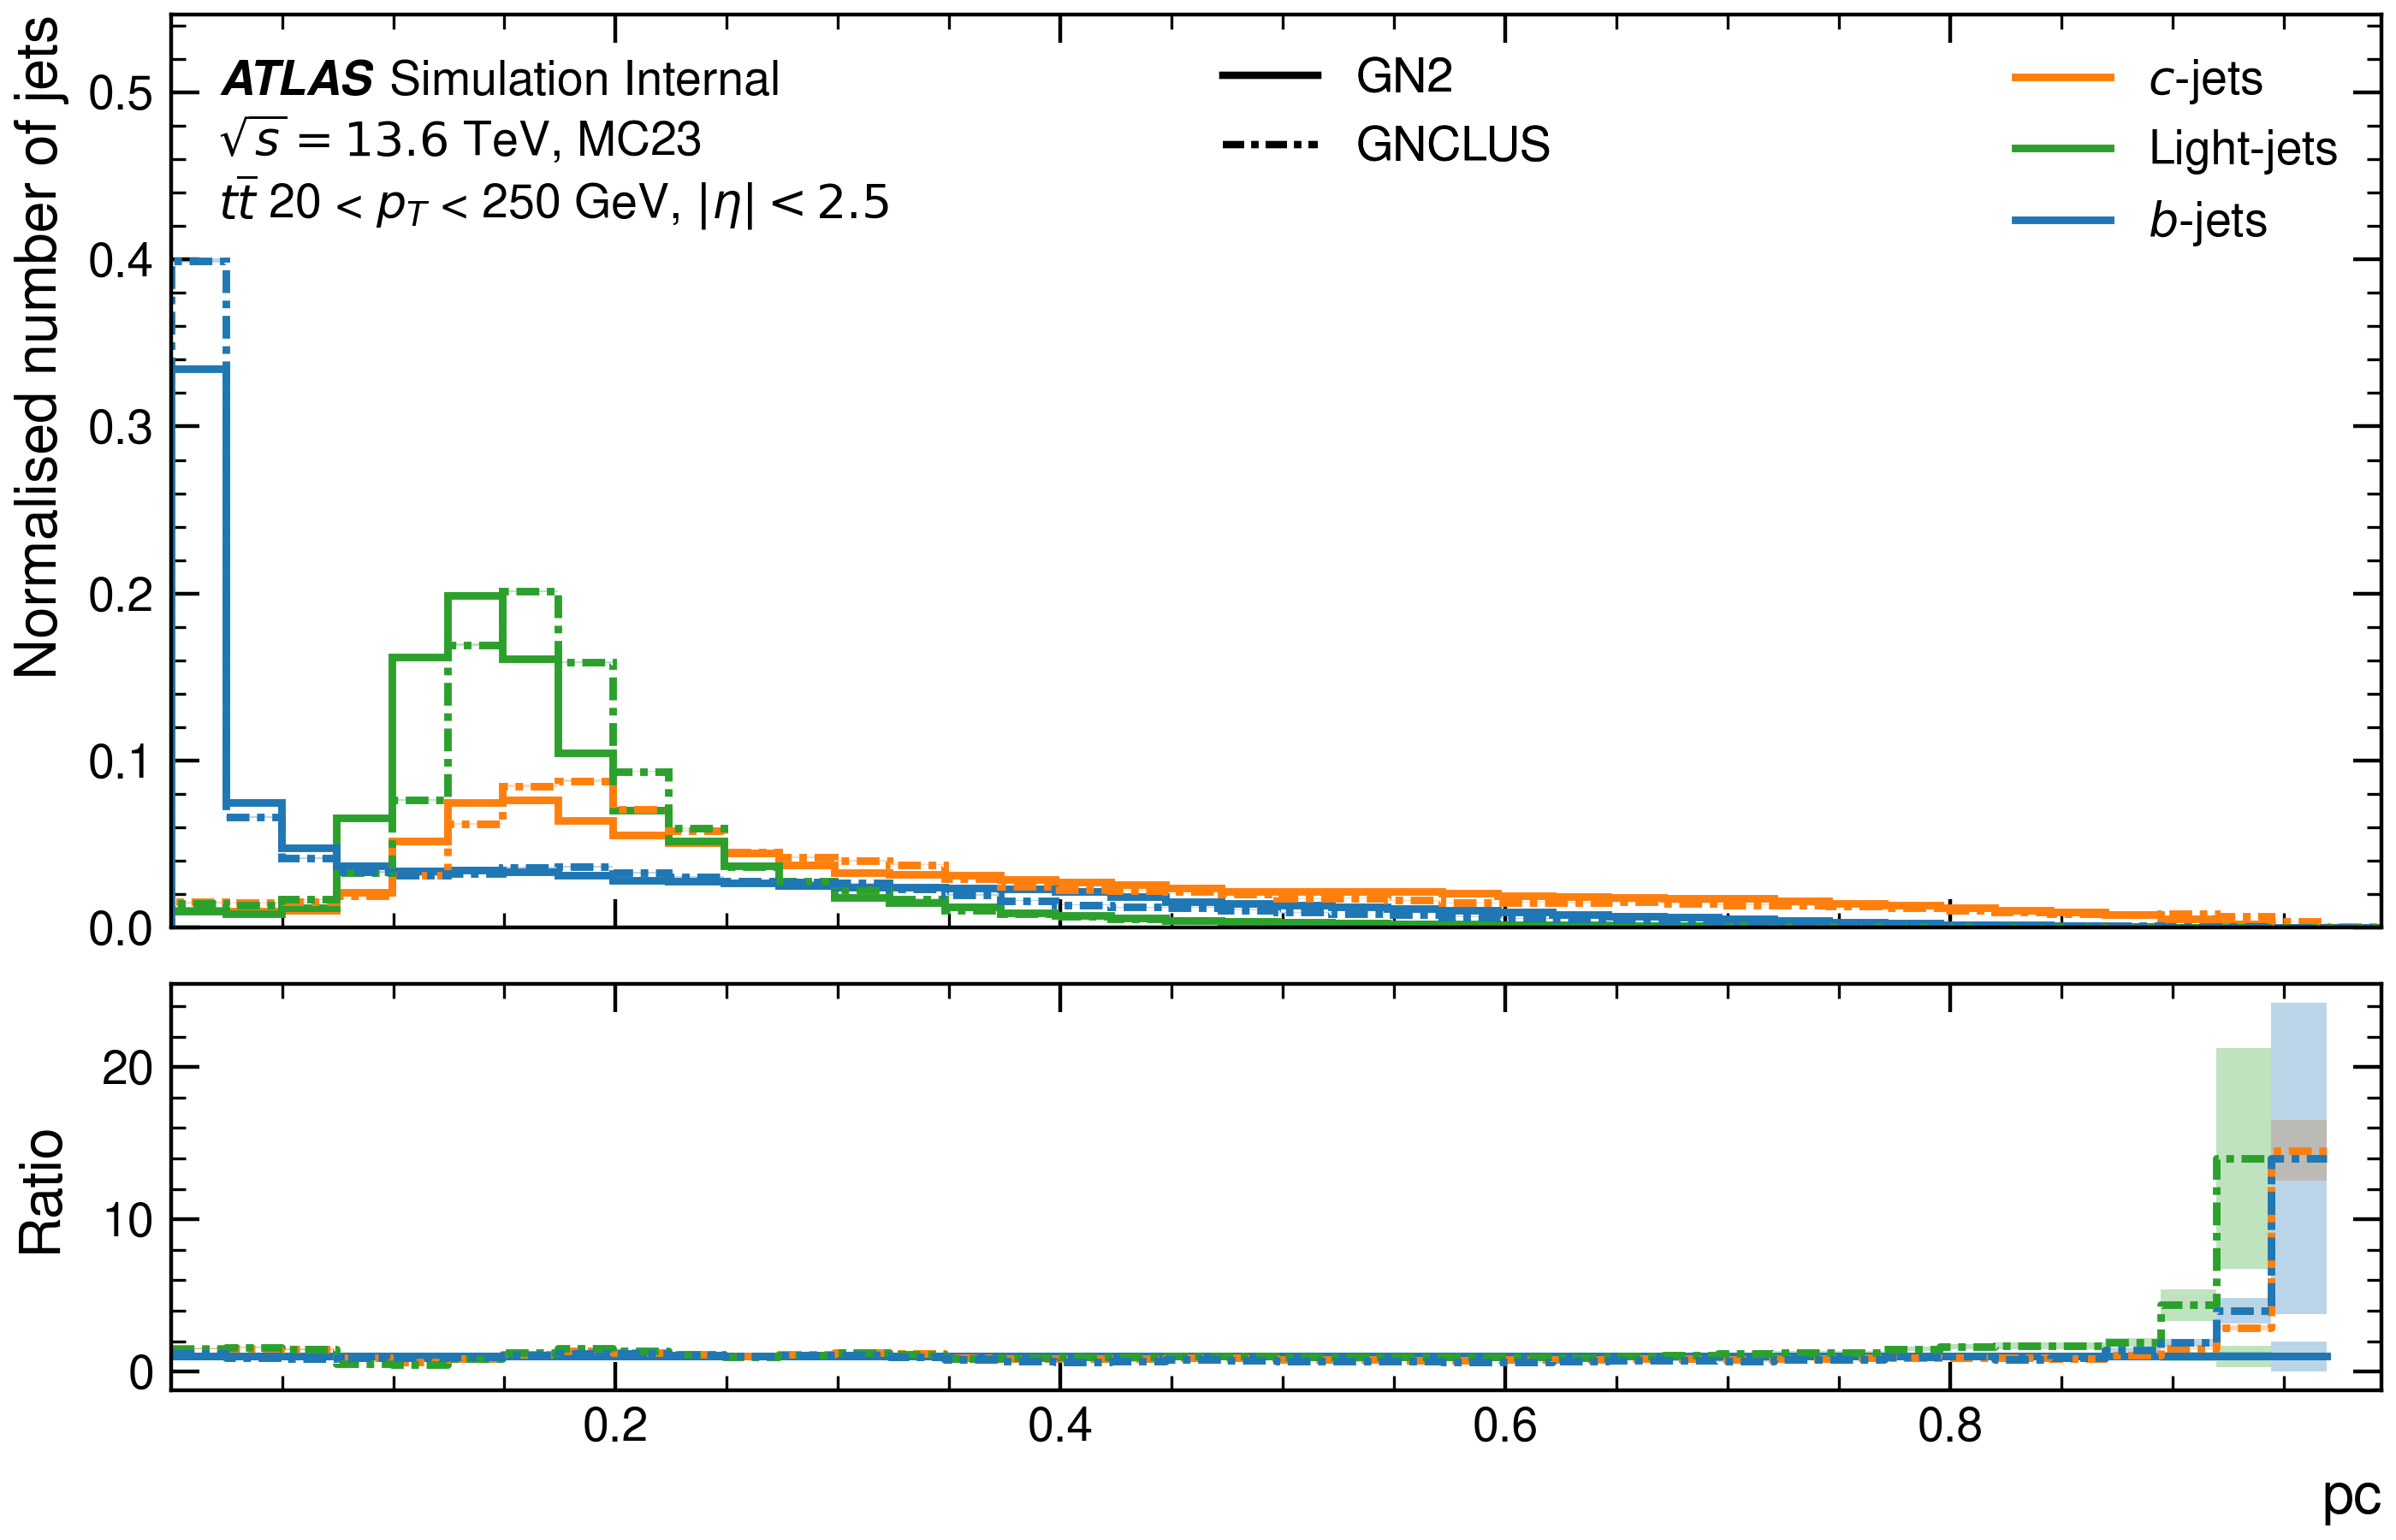 Normalised number of jets
0.5
0.4
0.3
0.2
0.1
0.0
ATLAS Simulation Internal
√s = 13.6 TeV, MC23
tt̄ 20 < p_T < 250 GeV, |η| < 2.5
GN2
GNCLUS
c-jets
Light-jets
b-jets
Ratio
20
10
0
0.2 0.4 0.6 0.8
pc